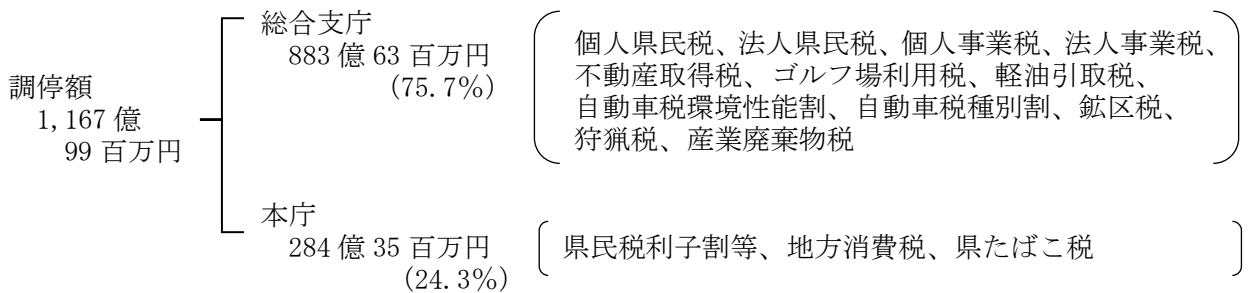 調停額
1,167 億
99 百万円
総合支庁
883 億 63 百万円
(75.7%)
個人県民税、法人県民税、個人事業税、法人事業税、
不動産取得税、ゴルフ場利用税、軽油引取税、
自動車税環境性能割、自動車税種別割、鉱区税、
狩猟税、産業廃棄物税
本庁
284 億 35 百万円
(24.3%)
県民税利子割等、地方消費税、県たばこ税